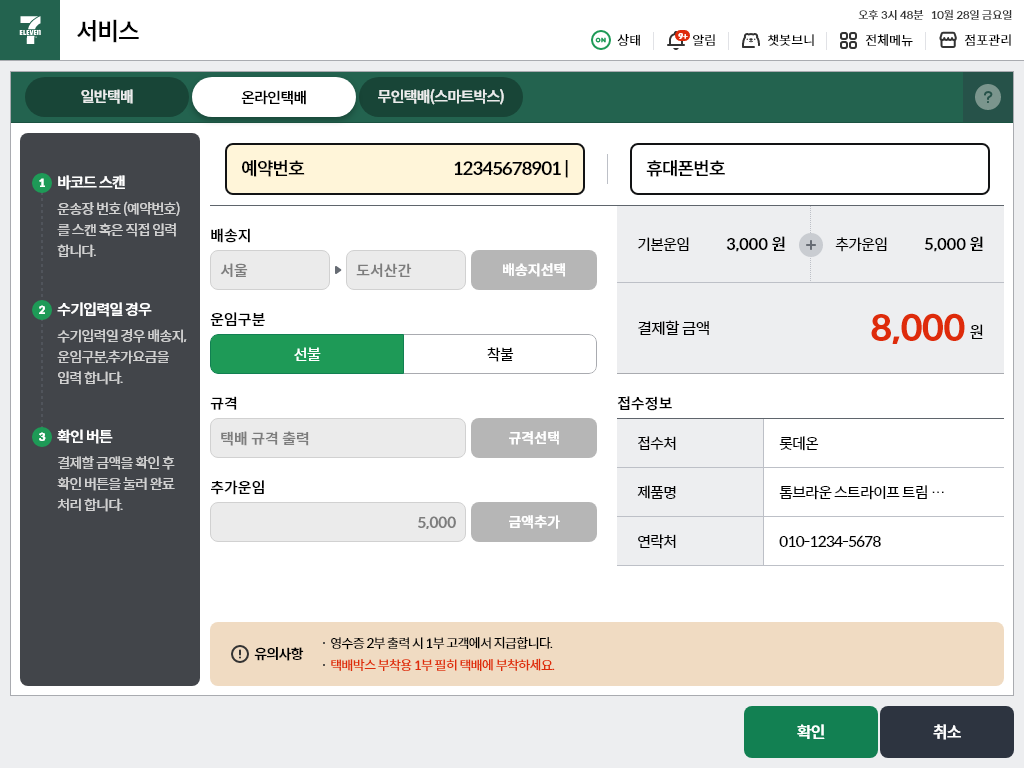 7
ELEVEN
서비스
오후 3시 48분 10월 28일 금요일
ON 상태
9+ 알림
챗봇브니
전체메뉴
점포관리
일반택배
온라인택배
무인택배(스마트박스)
?
1 바코드 스캔
운송장 번호 (예약번호)
를 스캔 혹은 직접 입력
합니다.
2 수기입력일 경우
수기입력일 경우 배송지,
운임구분,추가요금을
입력 합니다.
3 확인 버튼
결제할 금액을 확인 후
확인 버튼을 눌러 완료
처리 합니다.
예약번호 12345678901
휴대폰번호
배송지
서울 도서산간 배송지선택
운임구분
선불 착불
규격
택배 규격 출력 규격선택
추가운임
5,000 금액추가
기본운임 3,000 원 + 추가운임 5,000 원
결제할 금액 8,000 원
접수정보
접수처 롯데온
제품명 톰브라운 스트라이프 트림 …
연락처 010-1234-5678
유의사항
· 영수증 2부 출력 시 1부 고객에서 지급합니다.
· 택배박스 부착용 1부 필히 택배에 부착하세요.
확인 취소